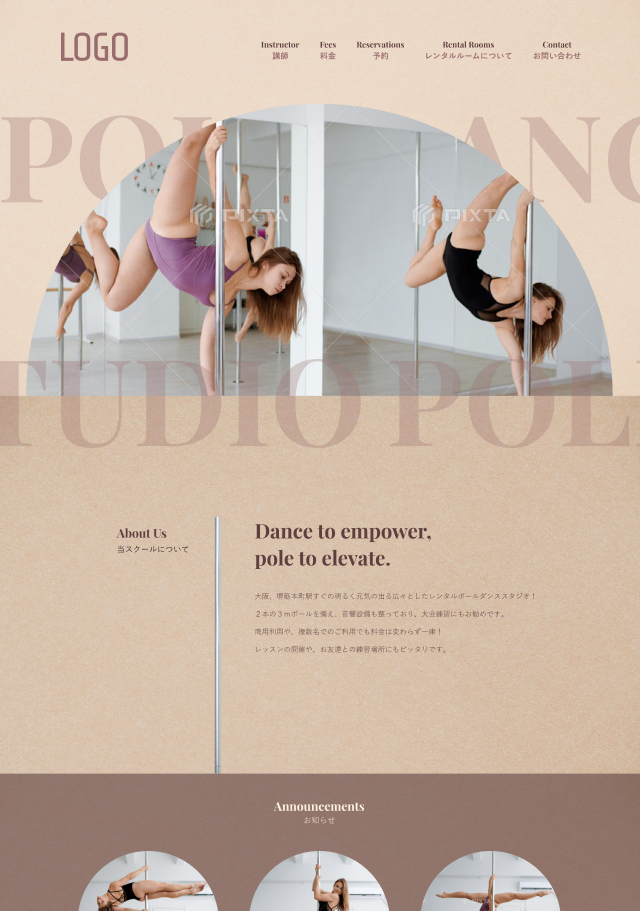 LOGO
Instructor
講師
Fees
料金
Reservations
予約
Rental Rooms
レンタルルームについて
Contact
お問い合わせ
PIXTA
PIXTA
TUDIO POL
About Us
当スクールについて
Dance to empower,
pole to elevate.
大阪、堺筋本町駅すぐの明るく元気の出る広々としたレンタルポールダンススタジオ！
２本の３mポールを備え、音響設備も整っており、大会練習にもお勧めです。
商用利用や、複数名でのご利用でも料金は変わらず一律！
レッスンの開催や、お友達との練習場所にもピッタリです。
Announcements
お知らせ